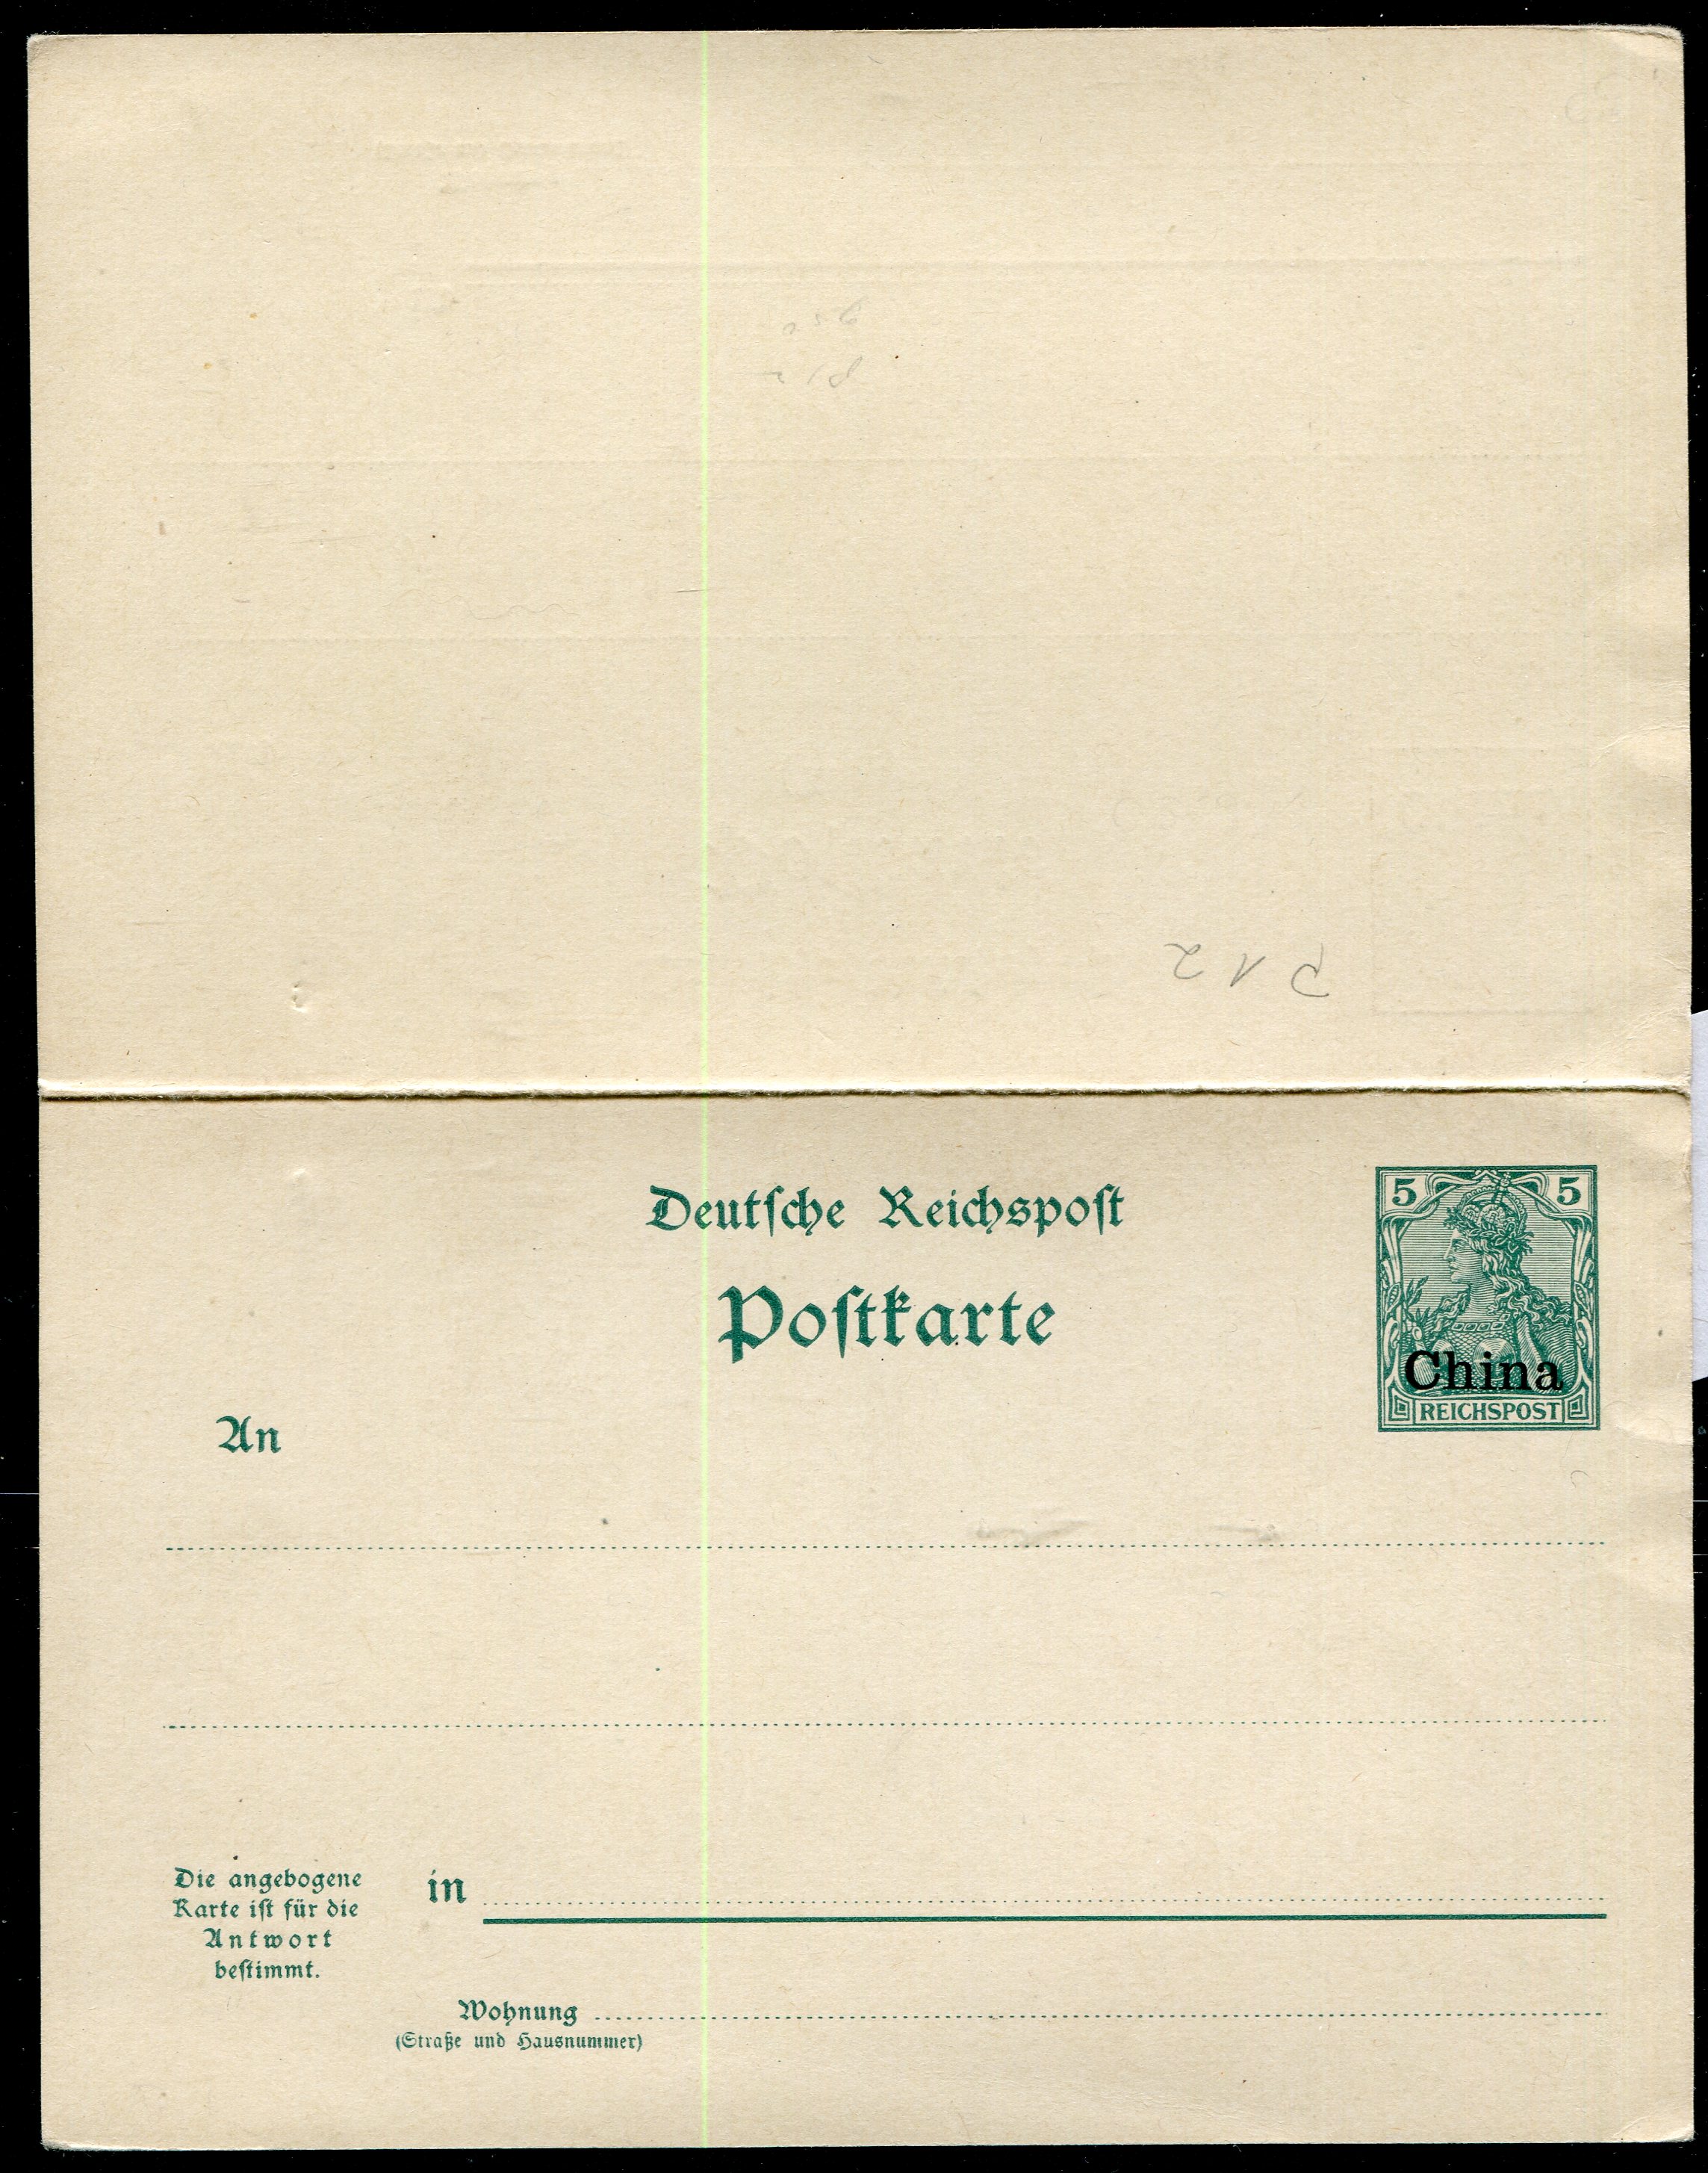 P 12
Deutſche Reichspoſt
Poſtkarte
5 5
China
REICHSPOST
An
Die angebogene
Karte iſt für die
Antwort
beſtimmt.
in
Wohnung
(Straße und Hausnummer)